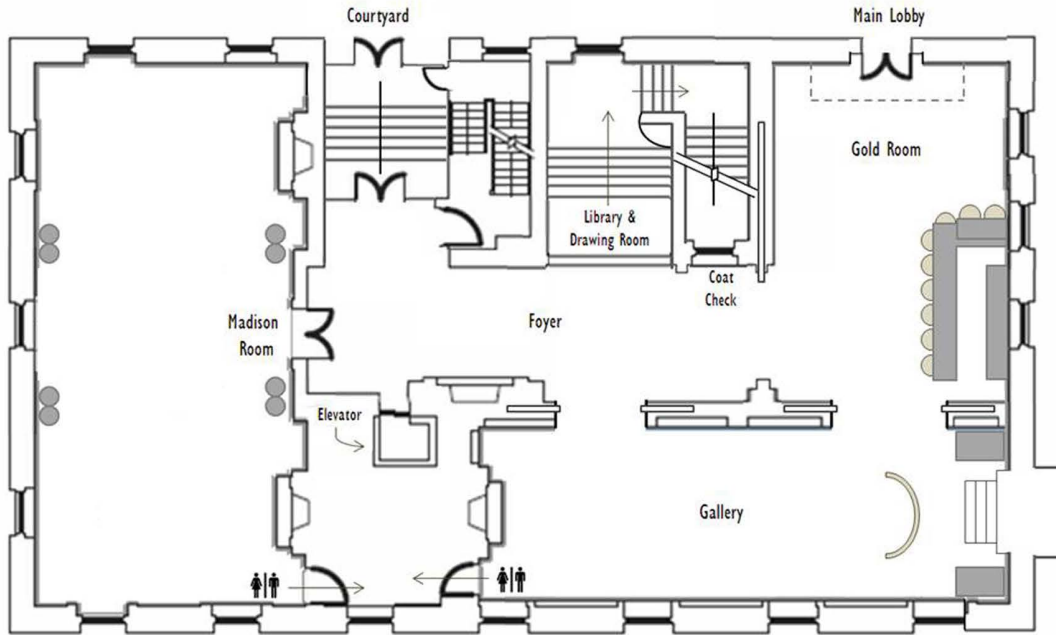 Courtyard
Main Lobby
Gold Room
Library &
Drawing Room
Coat
Check
Madison
Room
Foyer
Elevator
Gallery